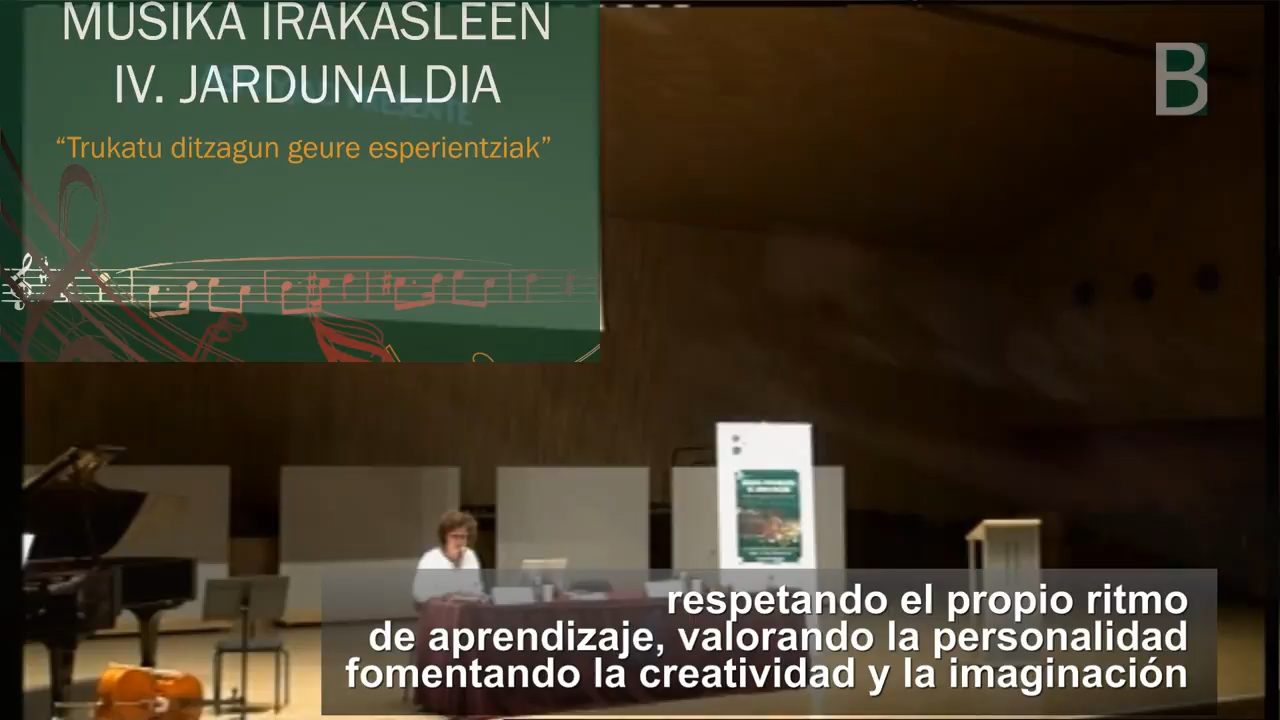 MUSIKA IRAKASLEEN
IV. JARDUNALDIA
“Trukatu ditzagun geure esperientziak”
B
respetando el propio ritmo
de aprendizaje, valorando la personalidad
fomentando la creatividad y la imaginación